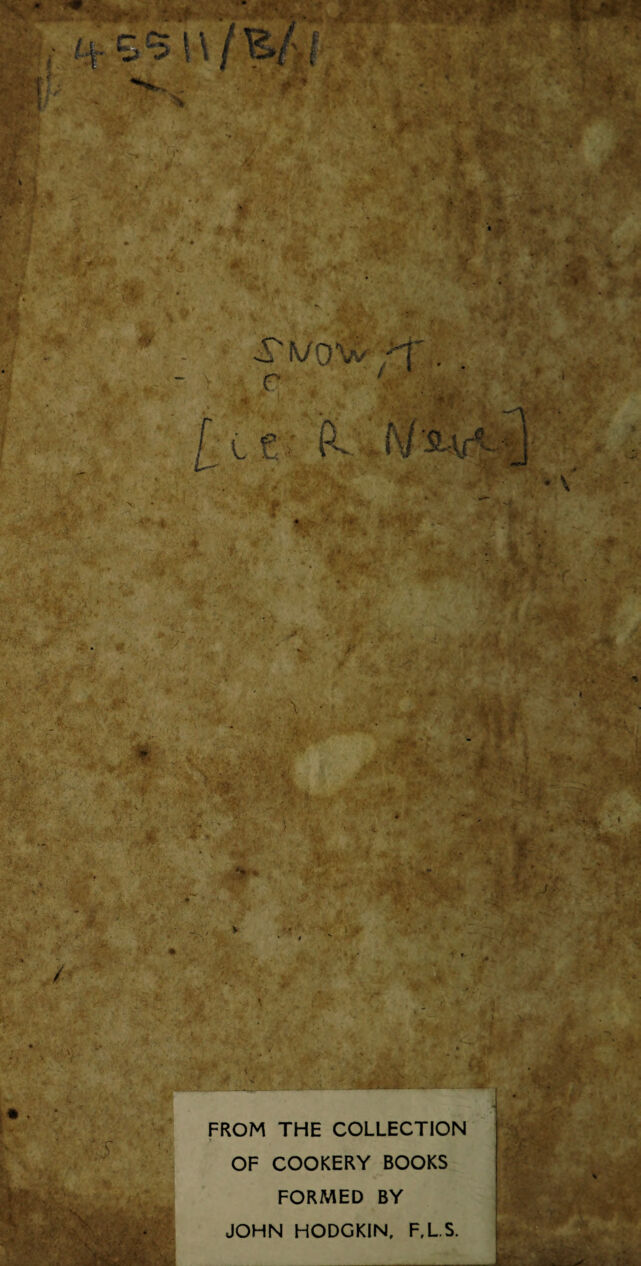 45511/B/1
SNOW, T.
[i.e. R Neve]
FROM THE COLLECTION
OF COOKERY BOOKS
FORMED BY
JOHN HODGKIN, F.L.S.